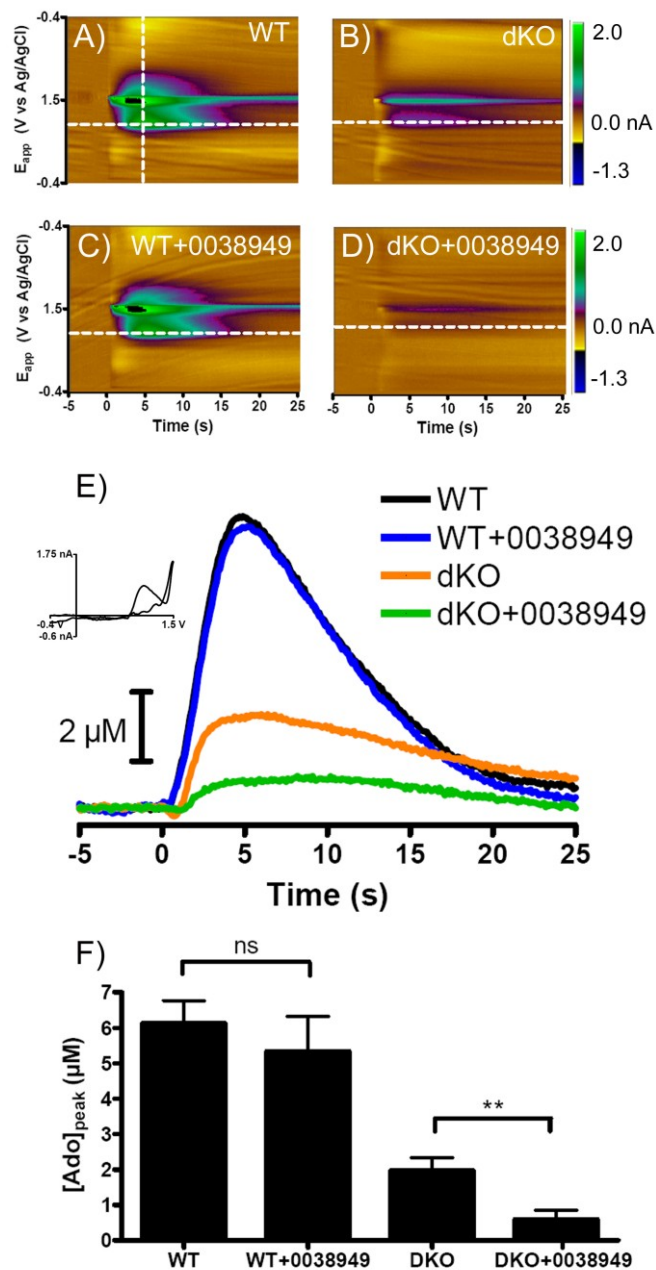 A) WT
B) dKO
-0.4
1.5
-0.4
E_app (V vs Ag/AgCl)
2.0
0.0 nA
-1.3
C) WT+0038949
D) dKO+0038949
-0.4
1.5
-0.4
E_app (V vs Ag/AgCl)
2.0
0.0 nA
-1.3
-5 0 5 10 15 20 25
Time (s)
-5 0 5 10 15 20 25
Time (s)
E)
WT
WT+0038949
dKO
dKO+0038949
1.75 nA
-0.4 V
1.5 V
-0.6 nA
2 µM
-5 0 5 10 15 20 25
Time (s)
F)
ns
**
7
6
5
4
3
2
1
0
[Ado]peak (µM)
WT WT+0038949 DKO DKO+0038949